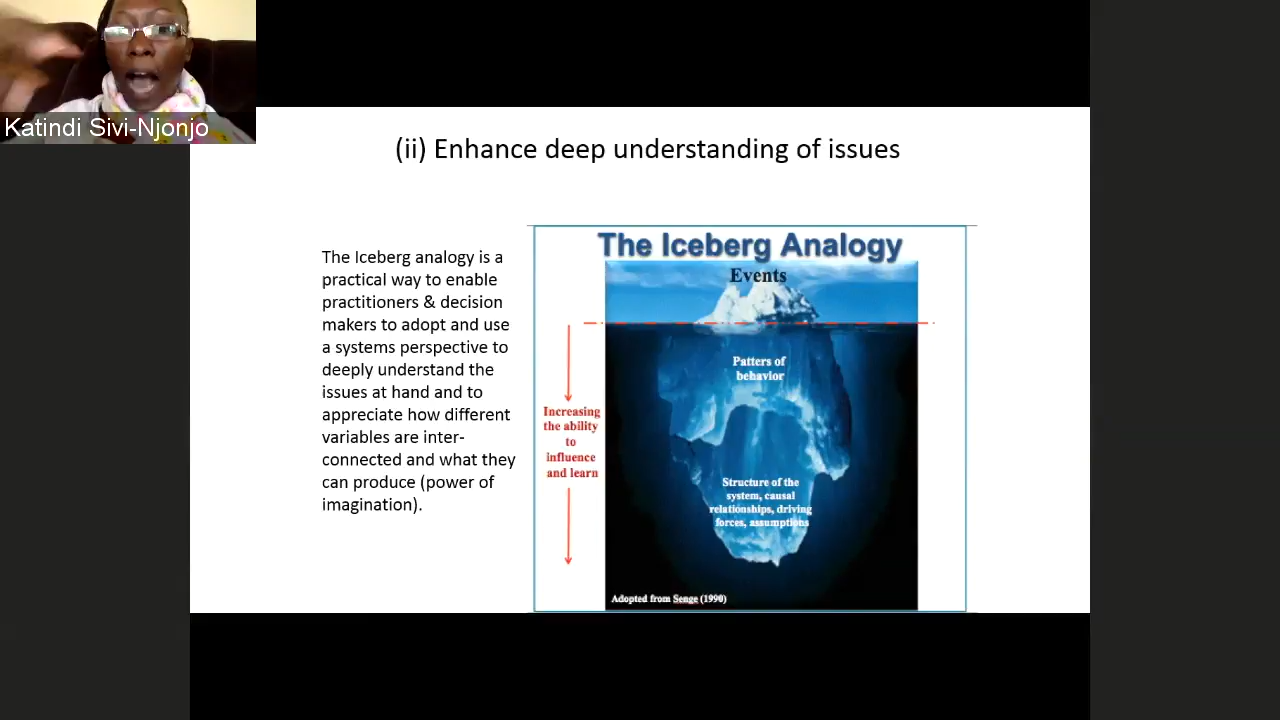 Katindi Sivi-Njonjo
(ii) Enhance deep understanding of issues
The Iceberg analogy is a
practical way to enable
practitioners & decision
makers to adopt and use
a systems perspective to
deeply understand the
issues at hand and to
appreciate how different
variables are inter-
connected and what they
can produce (power of
imagination).
The Iceberg Analogy
Events
Patters of
behavior
Increasing
the ability
to
influence
and learn
Structure of the
system, causal
relationships, driving
forces, assumptions
Adopted from Senge (1990)